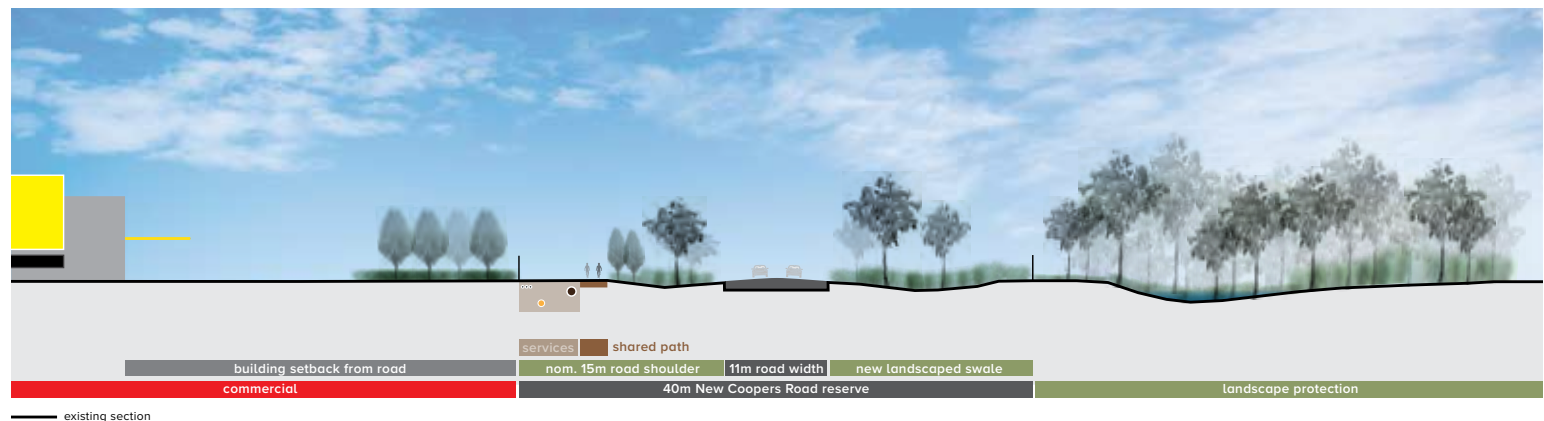 services
shared path
building setback from road
nom. 15m road shoulder
11m road width
new landscaped swale
commercial
40m New Coopers Road reserve
landscape protection
existing section